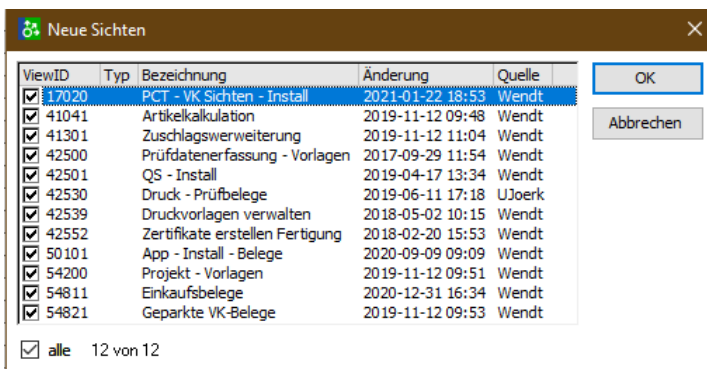 Neue Sichten
ViewID Typ Bezeichnung Änderung Quelle
17020 PCT - VK Sichten - Install 2021-01-22 18:53 Wendt
41041 Artikelkalkulation 2019-11-12 09:48 Wendt
41301 Zuschlagswerweiterung 2019-11-12 11:04 Wendt
42500 Prüfdatenerfassung - Vorlagen 2017-09-29 11:54 Wendt
42501 QS - Install 2019-04-17 13:34 Wendt
42530 Druck - Prüfbelege 2019-06-11 17:18 UJoerk
42539 Druckvorlagen verwalten 2018-05-02 10:15 Wendt
42552 Zertifikate erstellen Fertigung 2018-02-20 15:53 Wendt
50101 App - Install - Belege 2020-09-09 09:09 Wendt
54200 Projekt - Vorlagen 2019-11-12 09:51 Wendt
54811 Einkaufsbelege 2020-12-31 16:34 Wendt
54821 Geparkte VK-Belege 2019-11-12 09:53 Wendt
alle 12 von 12
OK
Abbrechen